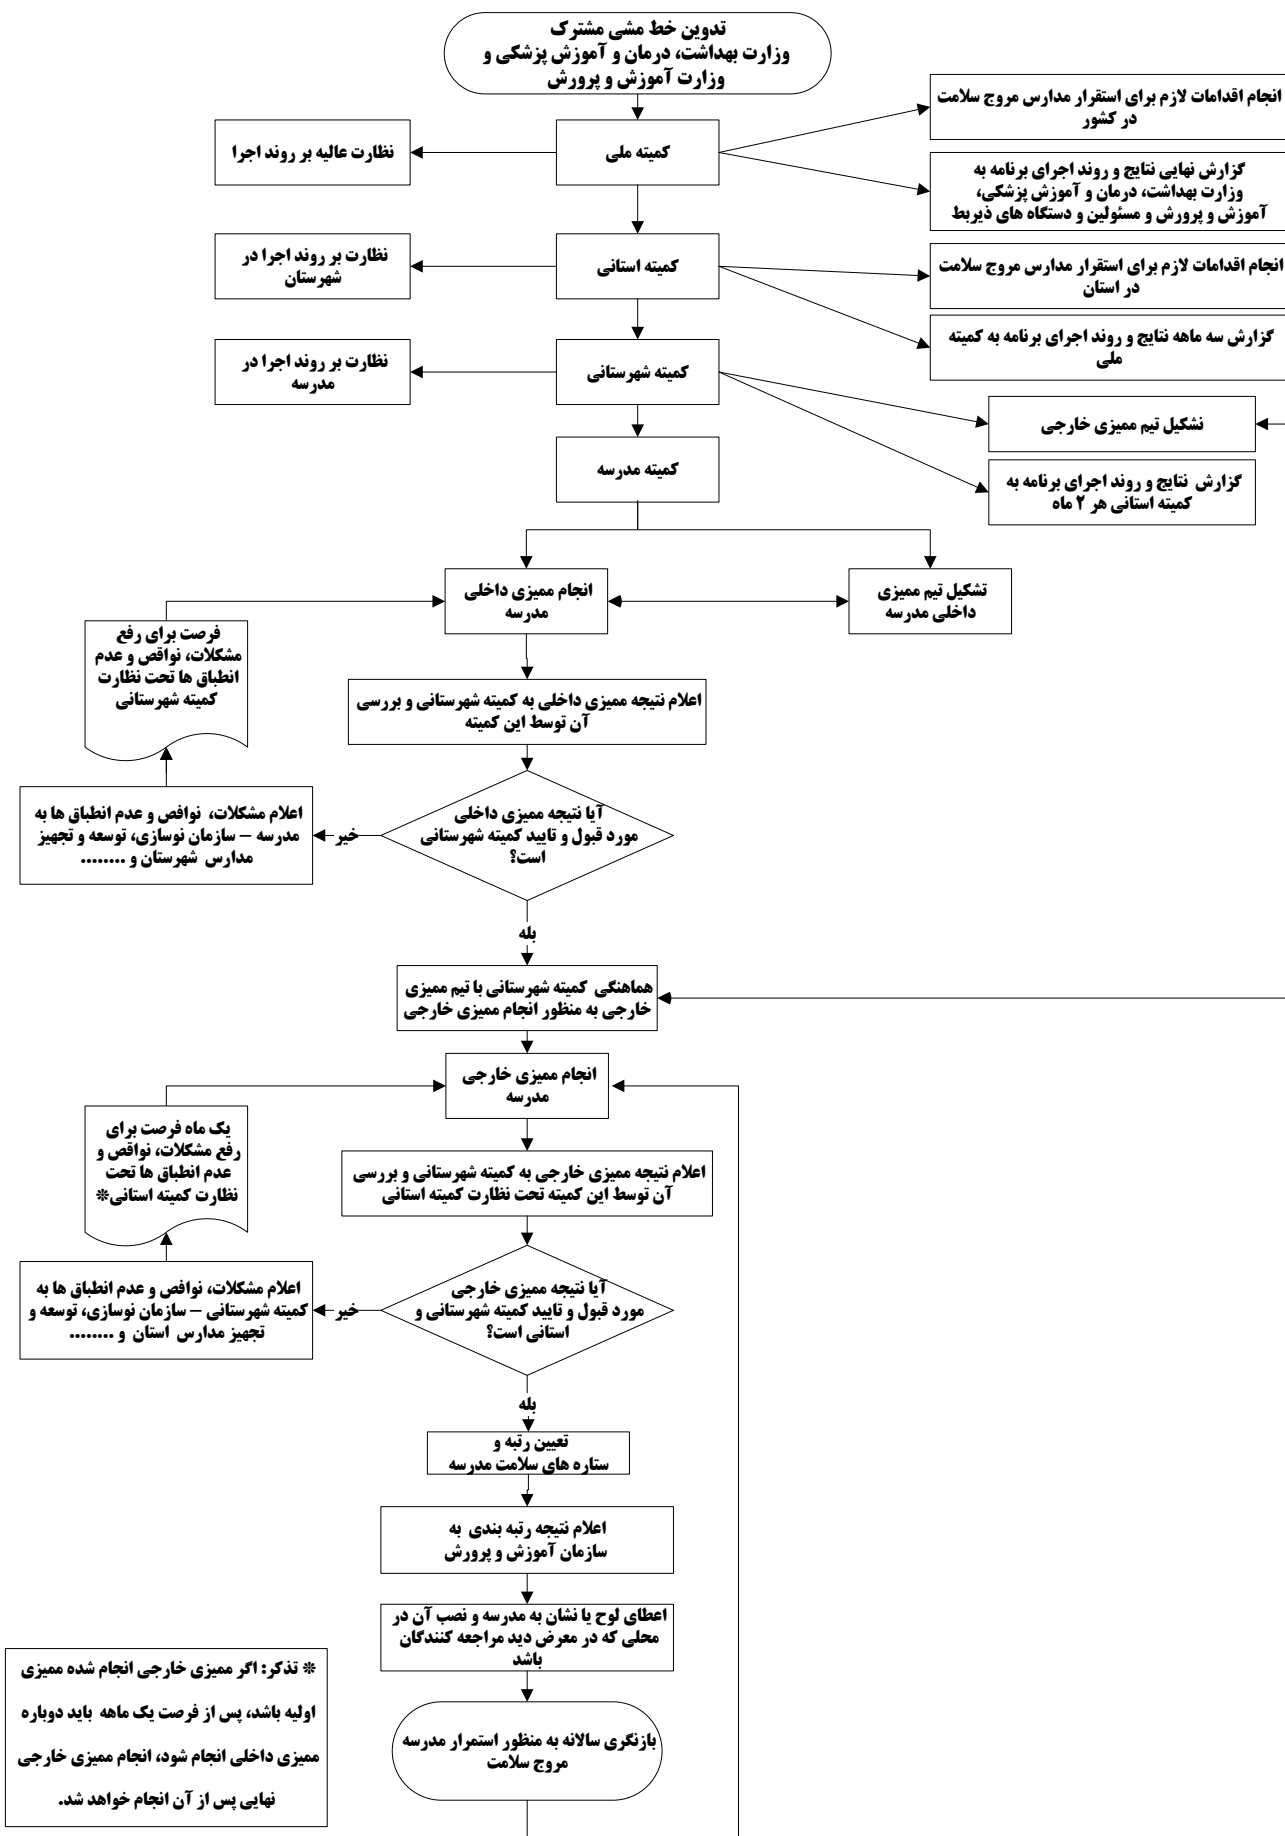 تدوین خط مشی مشترک
وزارت بهداشت، درمان و آموزش پزشکی و
وزارت آموزش و پرورش
انجام اقدامات لازم برای استقرار مدارس مروج سلامت
در کشور
کمیته ملی
نظارت عالیه بر روند اجرا
گزارش نهایی نتایج و روند اجرای برنامه به
وزارت بهداشت، درمان و آموزش پزشکی،
آموزش و پرورش و مسئولین و دستگاه های ذیربط
انجام اقدامات لازم برای استقرار مدارس مروج سلامت
در استان
کمیته استانی
نظارت بر روند اجرا در
شهرستان
گزارش سه ماهه نتایج و روند اجرای برنامه به کمیته
ملی
کمیته شهرستانی
نظارت بر روند اجرا در
مدرسه
تشکیل تیم ممیزی خارجی
کمیته مدرسه
گزارش نتایج و روند اجرای برنامه به
کمیته استانی هر ۲ ماه
تشکیل تیم ممیزی
داخلی مدرسه
انجام ممیزی داخلی
مدرسه
فرصت برای رفع
مشکلات، نواقص و عدم
انطباق ها تحت نظارت
کمیته شهرستانی
اعلام نتیجه ممیزی داخلی به کمیته شهرستانی و بررسی
آن توسط این کمیته
آیا نتیجه ممیزی داخلی
مورد قبول و تایید کمیته شهرستانی
است؟
خیر
اعلام مشکلات، نوافص و عدم انطباق ها به
مدرسه – سازمان نوسازی، توسعه و تجهیز
مدارس شهرستان و ........
بله
هماهنگی کمیته شهرستانی با تیم ممیزی
خارجی به منظور انجام ممیزی خارجی
انجام ممیزی خارجی
مدرسه
یک ماه فرصت برای
رفع مشکلات، نواقص و
عدم انطباق ها تحت
نظارت کمیته استانی*
اعلام نتیجه ممیزی خارجی به کمیته شهرستانی و بررسی
آن توسط این کمیته تحت نظارت کمیته استانی
آیا نتیجه ممیزی خارجی
مورد قبول و تایید کمیته شهرستانی و
استانی است؟
خیر
اعلام مشکلات، نوافص و عدم انطباق ها به
کمیته شهرستانی – سازمان نوسازی، توسعه و
تجهیز مدارس استان و ........
بله
تعیین رتبه و
ستاره های سلامت مدرسه
اعلام نتیجه رتبه بندی به
سازمان آموزش و پرورش
اعطای لوح یا نشان به مدرسه و نصب آن در
محلی که در معرض دید مراجعه کنندگان
باشد
بازنگری سالانه به منظور استمرار مدرسه
مروج سلامت
* تذکر: اگر ممیزی خارجی انجام شده ممیزی
اولیه باشد، پس از فرصت یک ماهه باید دوباره
ممیزی داخلی انجام شود، انجام ممیزی خارجی
نهایی پس از آن انجام خواهد شد.